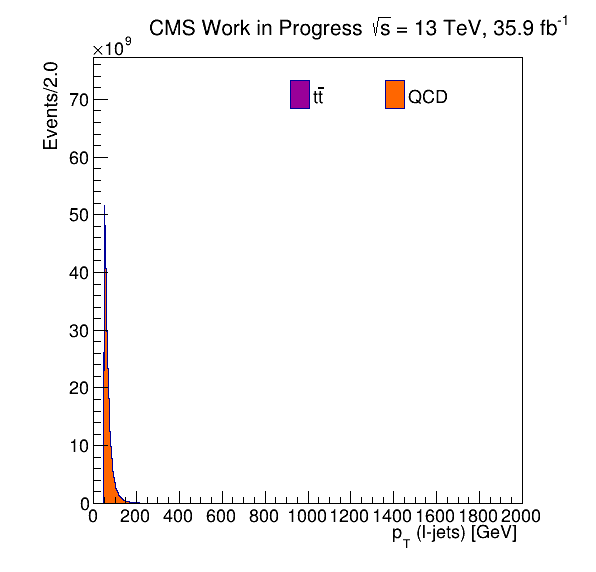 CMS Work in Progress √s = 13 TeV, 35.9 fb⁻¹
×10⁹
Events/2.0
tt̄
QCD
70
60
50
40
30
20
10
0
0 200 400 600 800 1000 1200 1400 1600 1800 2000
p_T (l-jets) [GeV]